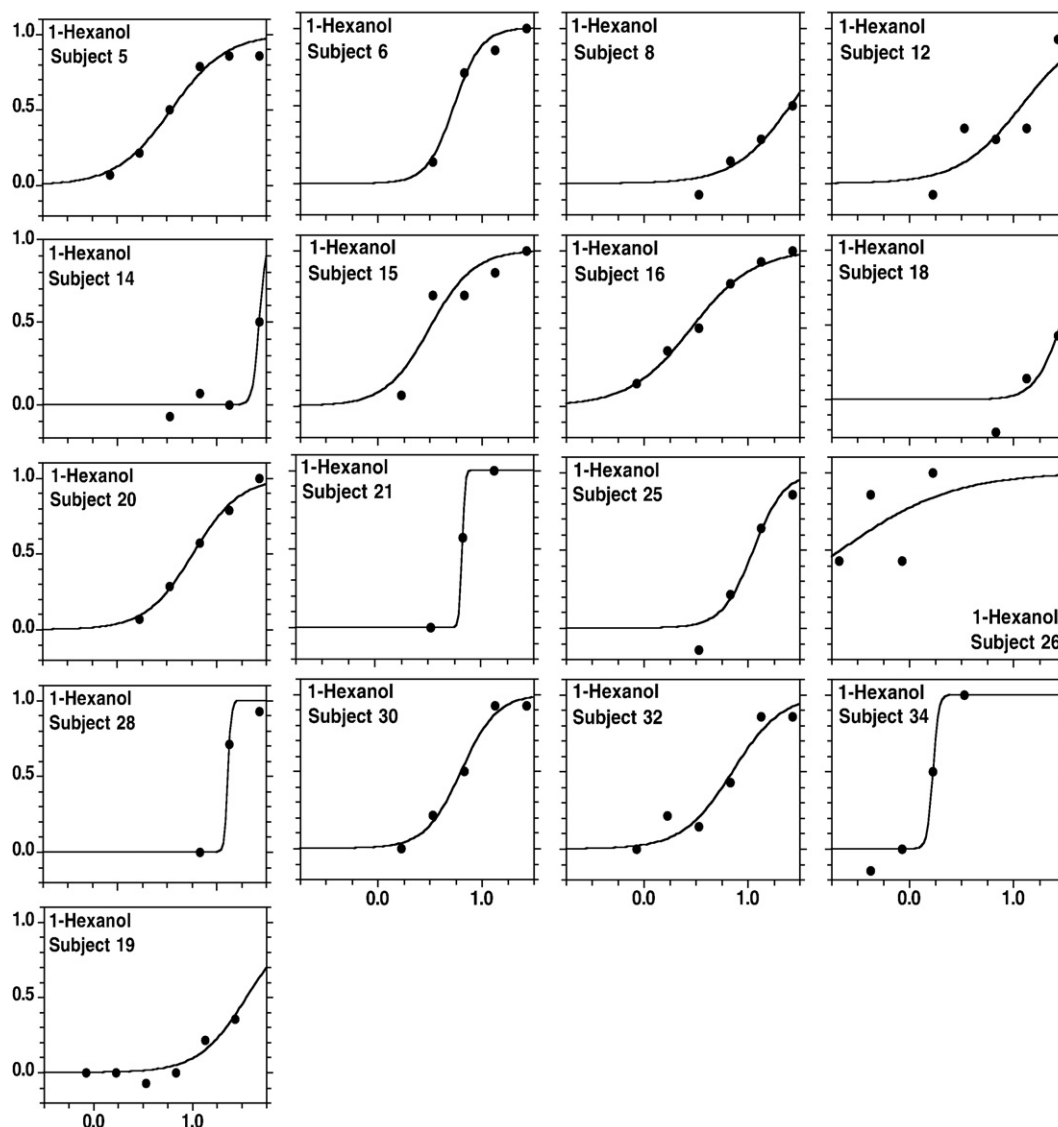 1.0
0.5
0.0
1-Hexanol
Subject 5
1-Hexanol
Subject 6
1-Hexanol
Subject 8
1-Hexanol
Subject 12
1.0
0.5
0.0
1-Hexanol
Subject 14
1-Hexanol
Subject 15
1-Hexanol
Subject 16
1-Hexanol
Subject 18
1.0
0.5
0.0
1-Hexanol
Subject 20
1-Hexanol
Subject 21
1-Hexanol
Subject 25
1-Hexanol
Subject 26
1.0
0.5
0.0
1-Hexanol
Subject 28
1-Hexanol
Subject 30
1-Hexanol
Subject 32
1-Hexanol
Subject 34
0.0 1.0 0.0 1.0 0.0 1.0
1.0
0.5
0.0
1-Hexanol
Subject 19
0.0 1.0